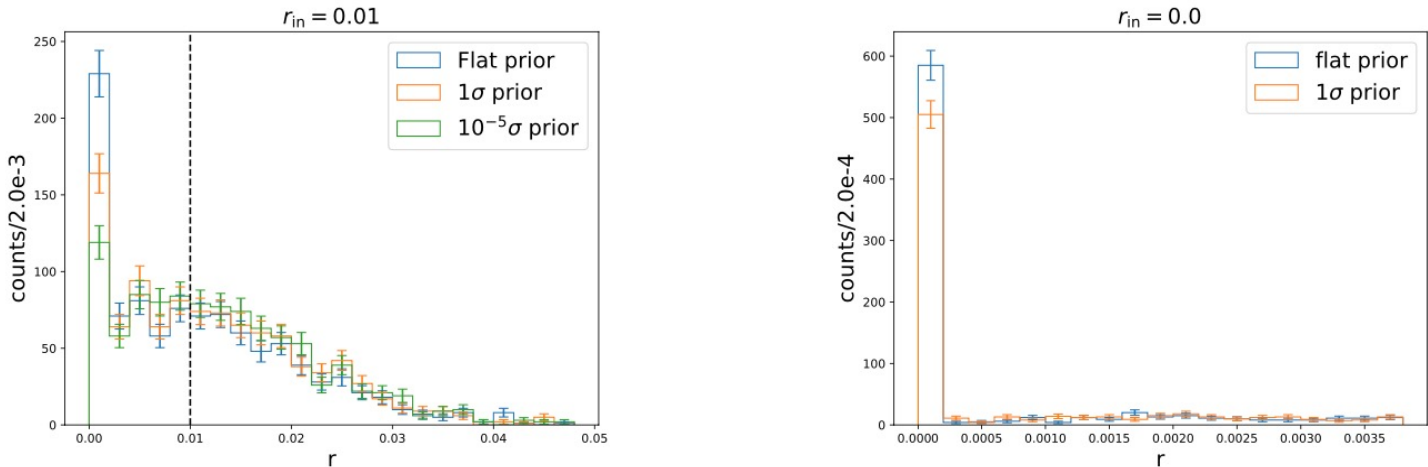 r_in = 0.01
250
200
150
100
50
0
counts/2.0e-3
Flat prior
1σ prior
10⁻⁵σ prior
0.00 0.01 0.02 0.03 0.04 0.05
r
r_in = 0.0
600
500
400
300
200
100
0
counts/2.0e-4
flat prior
1σ prior
0.0000 0.0005 0.0010 0.0015 0.0020 0.0025 0.0030 0.0035
r